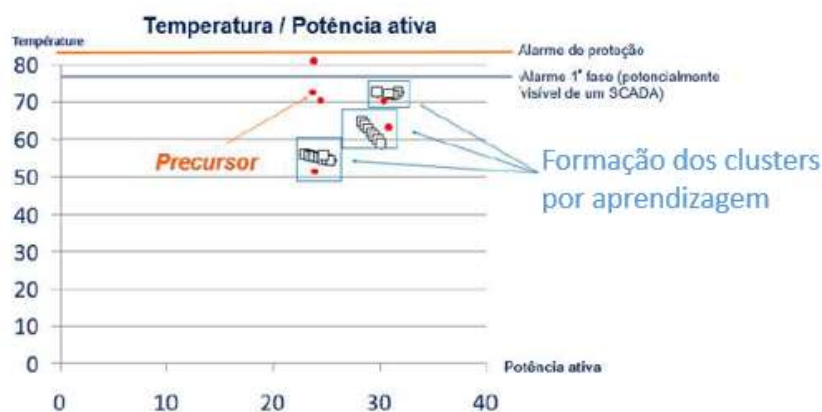 Temperatura / Potência ativa
Température
Alarme de proteção
Alarme 1ª fase (potencialmente
visível de um SCADA)
80
70
60
50
40
30
20
10
0
Precursor
Formação dos clusters
por aprendizagem
Potência ativa
0
10
20
30
40